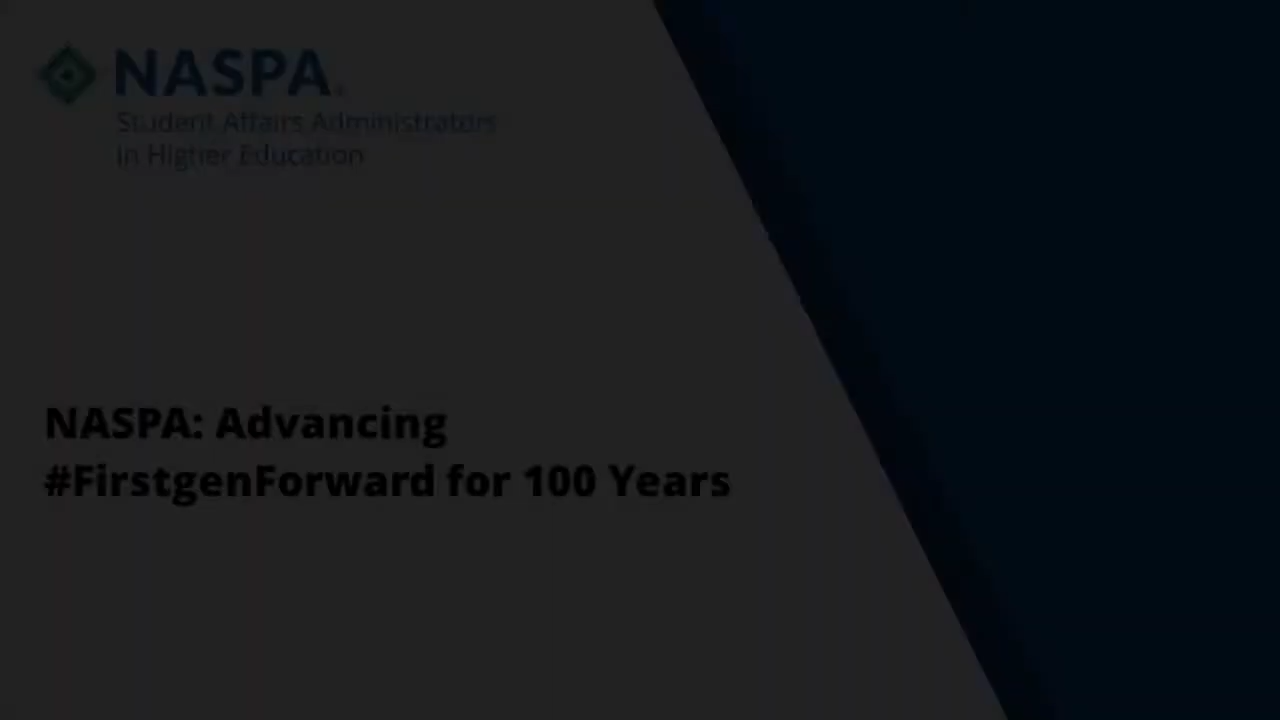 NASPA.
Student Affairs Administrators
in Higher Education
NASPA: Advancing
#FirstgenForward for 100 Years